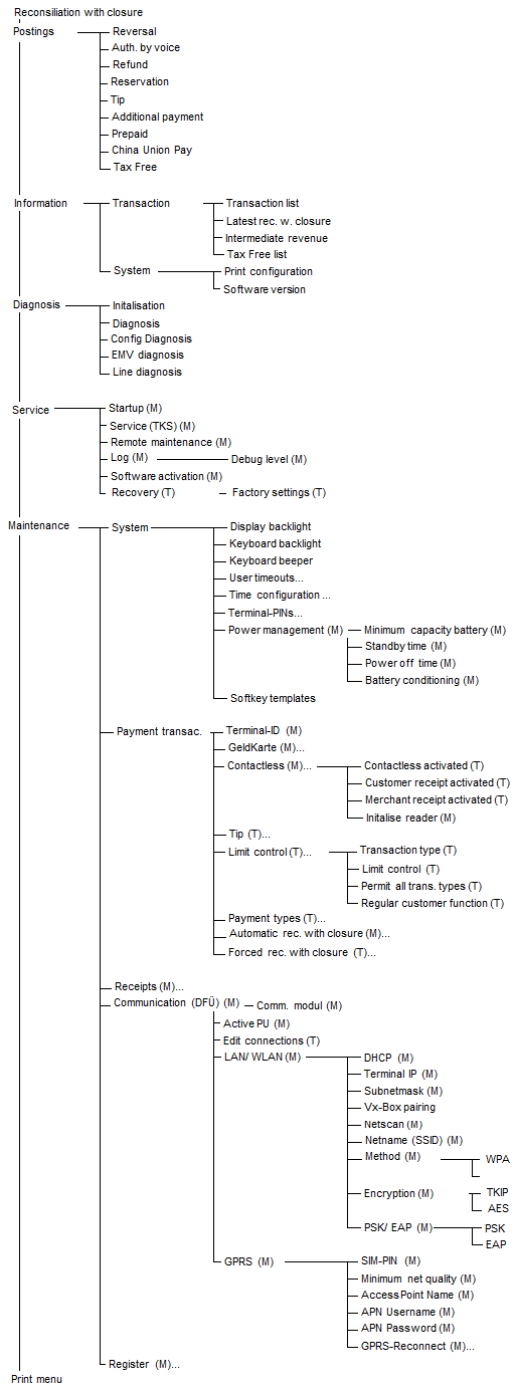 Reconsiliation with closure
Postings Reversal
Auth. by voice
Refund
Reservation
Tip
Additional payment
Prepaid
China Union Pay
Tax Free
Information Transaction Transaction list
Latest rec. w. closure
Intermediate revenue
Tax Free list
System Print configuration
Software version
Diagnosis Initalisation
Diagnosis
Config Diagnosis
EMV diagnosis
Line diagnosis
Service Startup (M)
Service (TKS) (M)
Remote maintenance (M)
Log (M) Debug level (M)
Software activation (M)
Recovery (T) Factory settings (T)
Maintenance System Display backlight
Keyboard backlight
Keyboard beeper
User timeouts...
Time configuration ...
Terminal-PINs...
Power management (M) Minimum capacity battery (M)
Standby time (M)
Power off time (M)
Battery conditioning (M)
Softkey templates
Payment transac. Terminal-ID (M)
GeldKarte (M)...
Contactless (M)... Contactless activated (T)
Customer receipt activated (T)
Merchant receipt activated (T)
Initalise reader (M)
Tip (T)...
Limit control (T)... Transaction type (T)
Limit control (T)
Permit all trans. types (T)
Regular customer function (T)
Payment types (T)...
Automatic rec. with closure (M)...
Forced rec. with closure (T)...
Receipts (M)...
Communication (DFÜ) (M) Comm. modul (M)
Active PU (M)
Edit connections (T)
LAN/ WLAN (M) DHCP (M)
Terminal IP (M)
Subnetmask (M)
Vx-Box pairing
Netscan (M)
Netname (SSID) (M)
Method (M) WPA
Encryption (M) TKIP
AES
PSK/ EAP (M) PSK
EAP
GPRS (M) SIM-PIN (M)
Minimum net quality (M)
AccessPoint Name (M)
APN Username (M)
APN Password (M)
GPRS-Reconnect (M)...
Register (M)...
Print menu